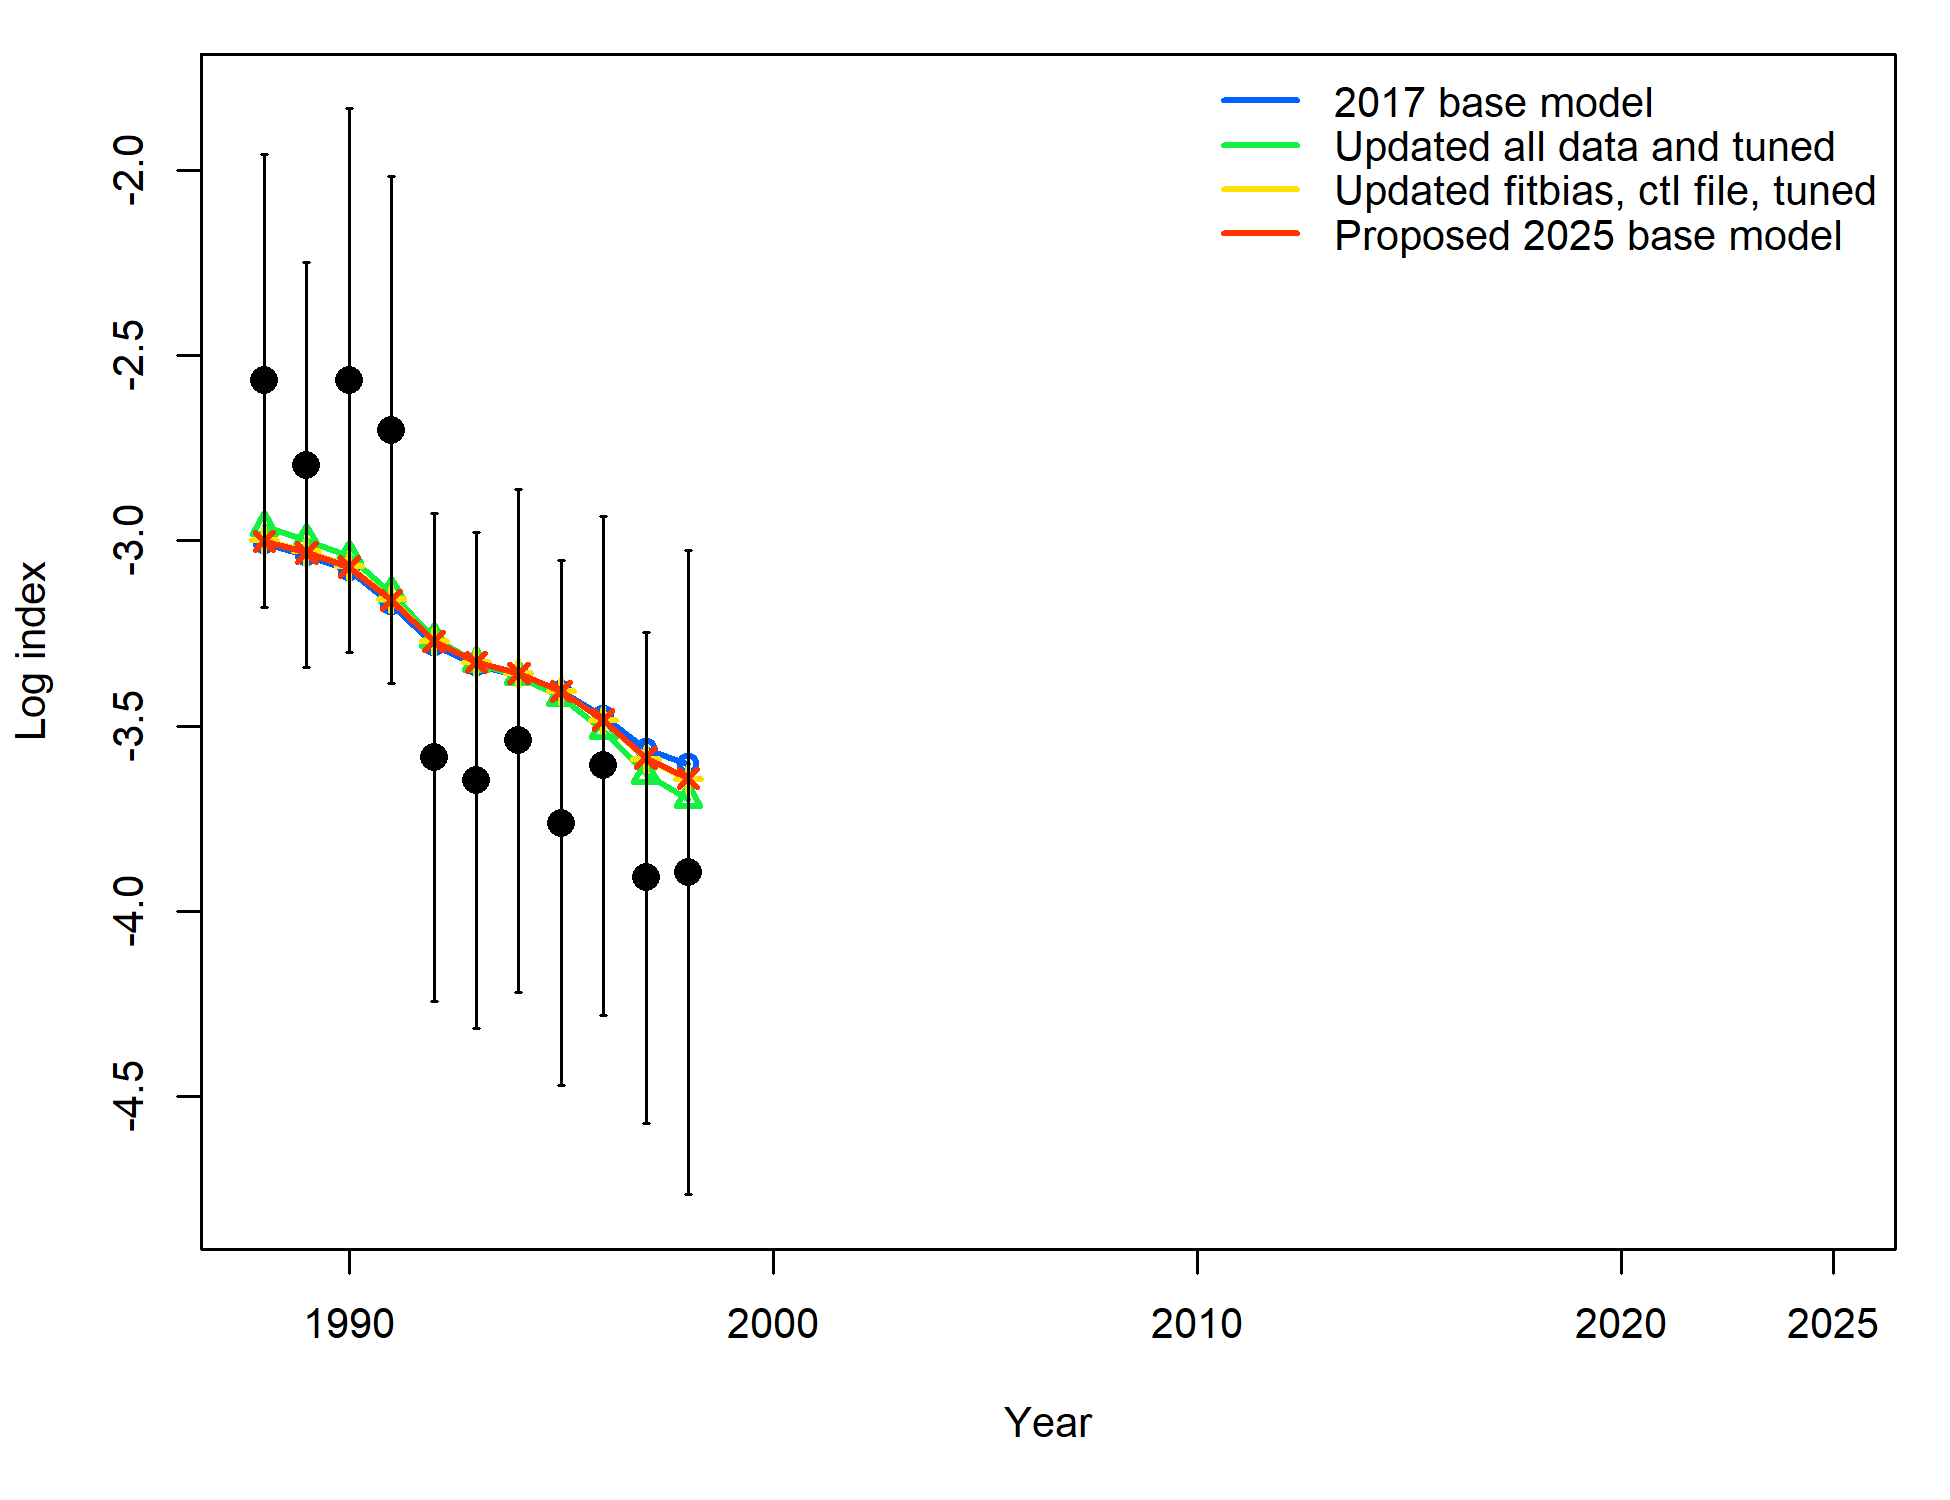 2017 base model
Updated all data and tuned
Updated fitbias, ctl file, tuned
Proposed 2025 base model
Log index
-2.0
-2.5
-3.0
-3.5
-4.0
-4.5
1990 2000 2010 2020 2025
Year